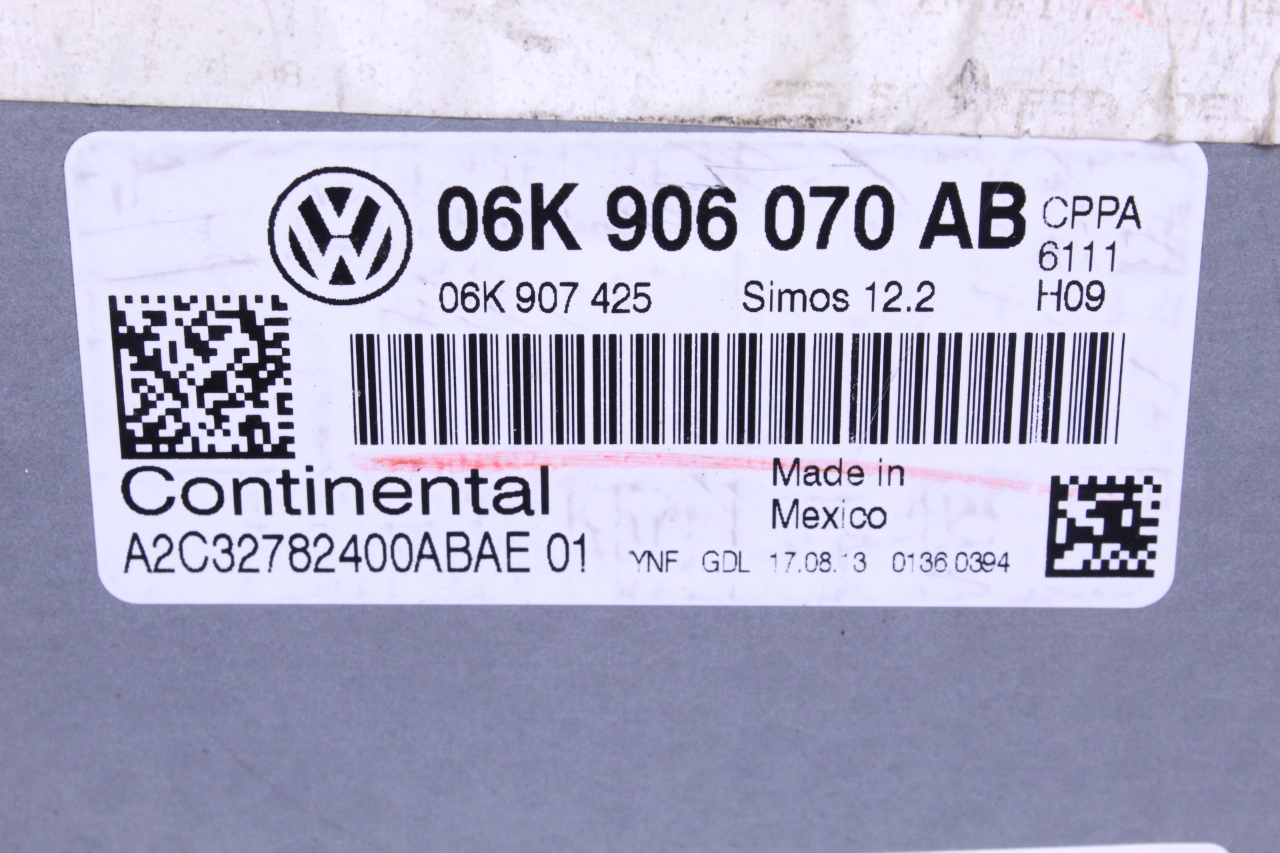 06K 906 070 AB CPPA
6111
06K 907 425 Simos 12.2 H09
Continental
Made in
Mexico
A2C32782400ABAE 01 YNF GDL 17.08.13 0136 0394